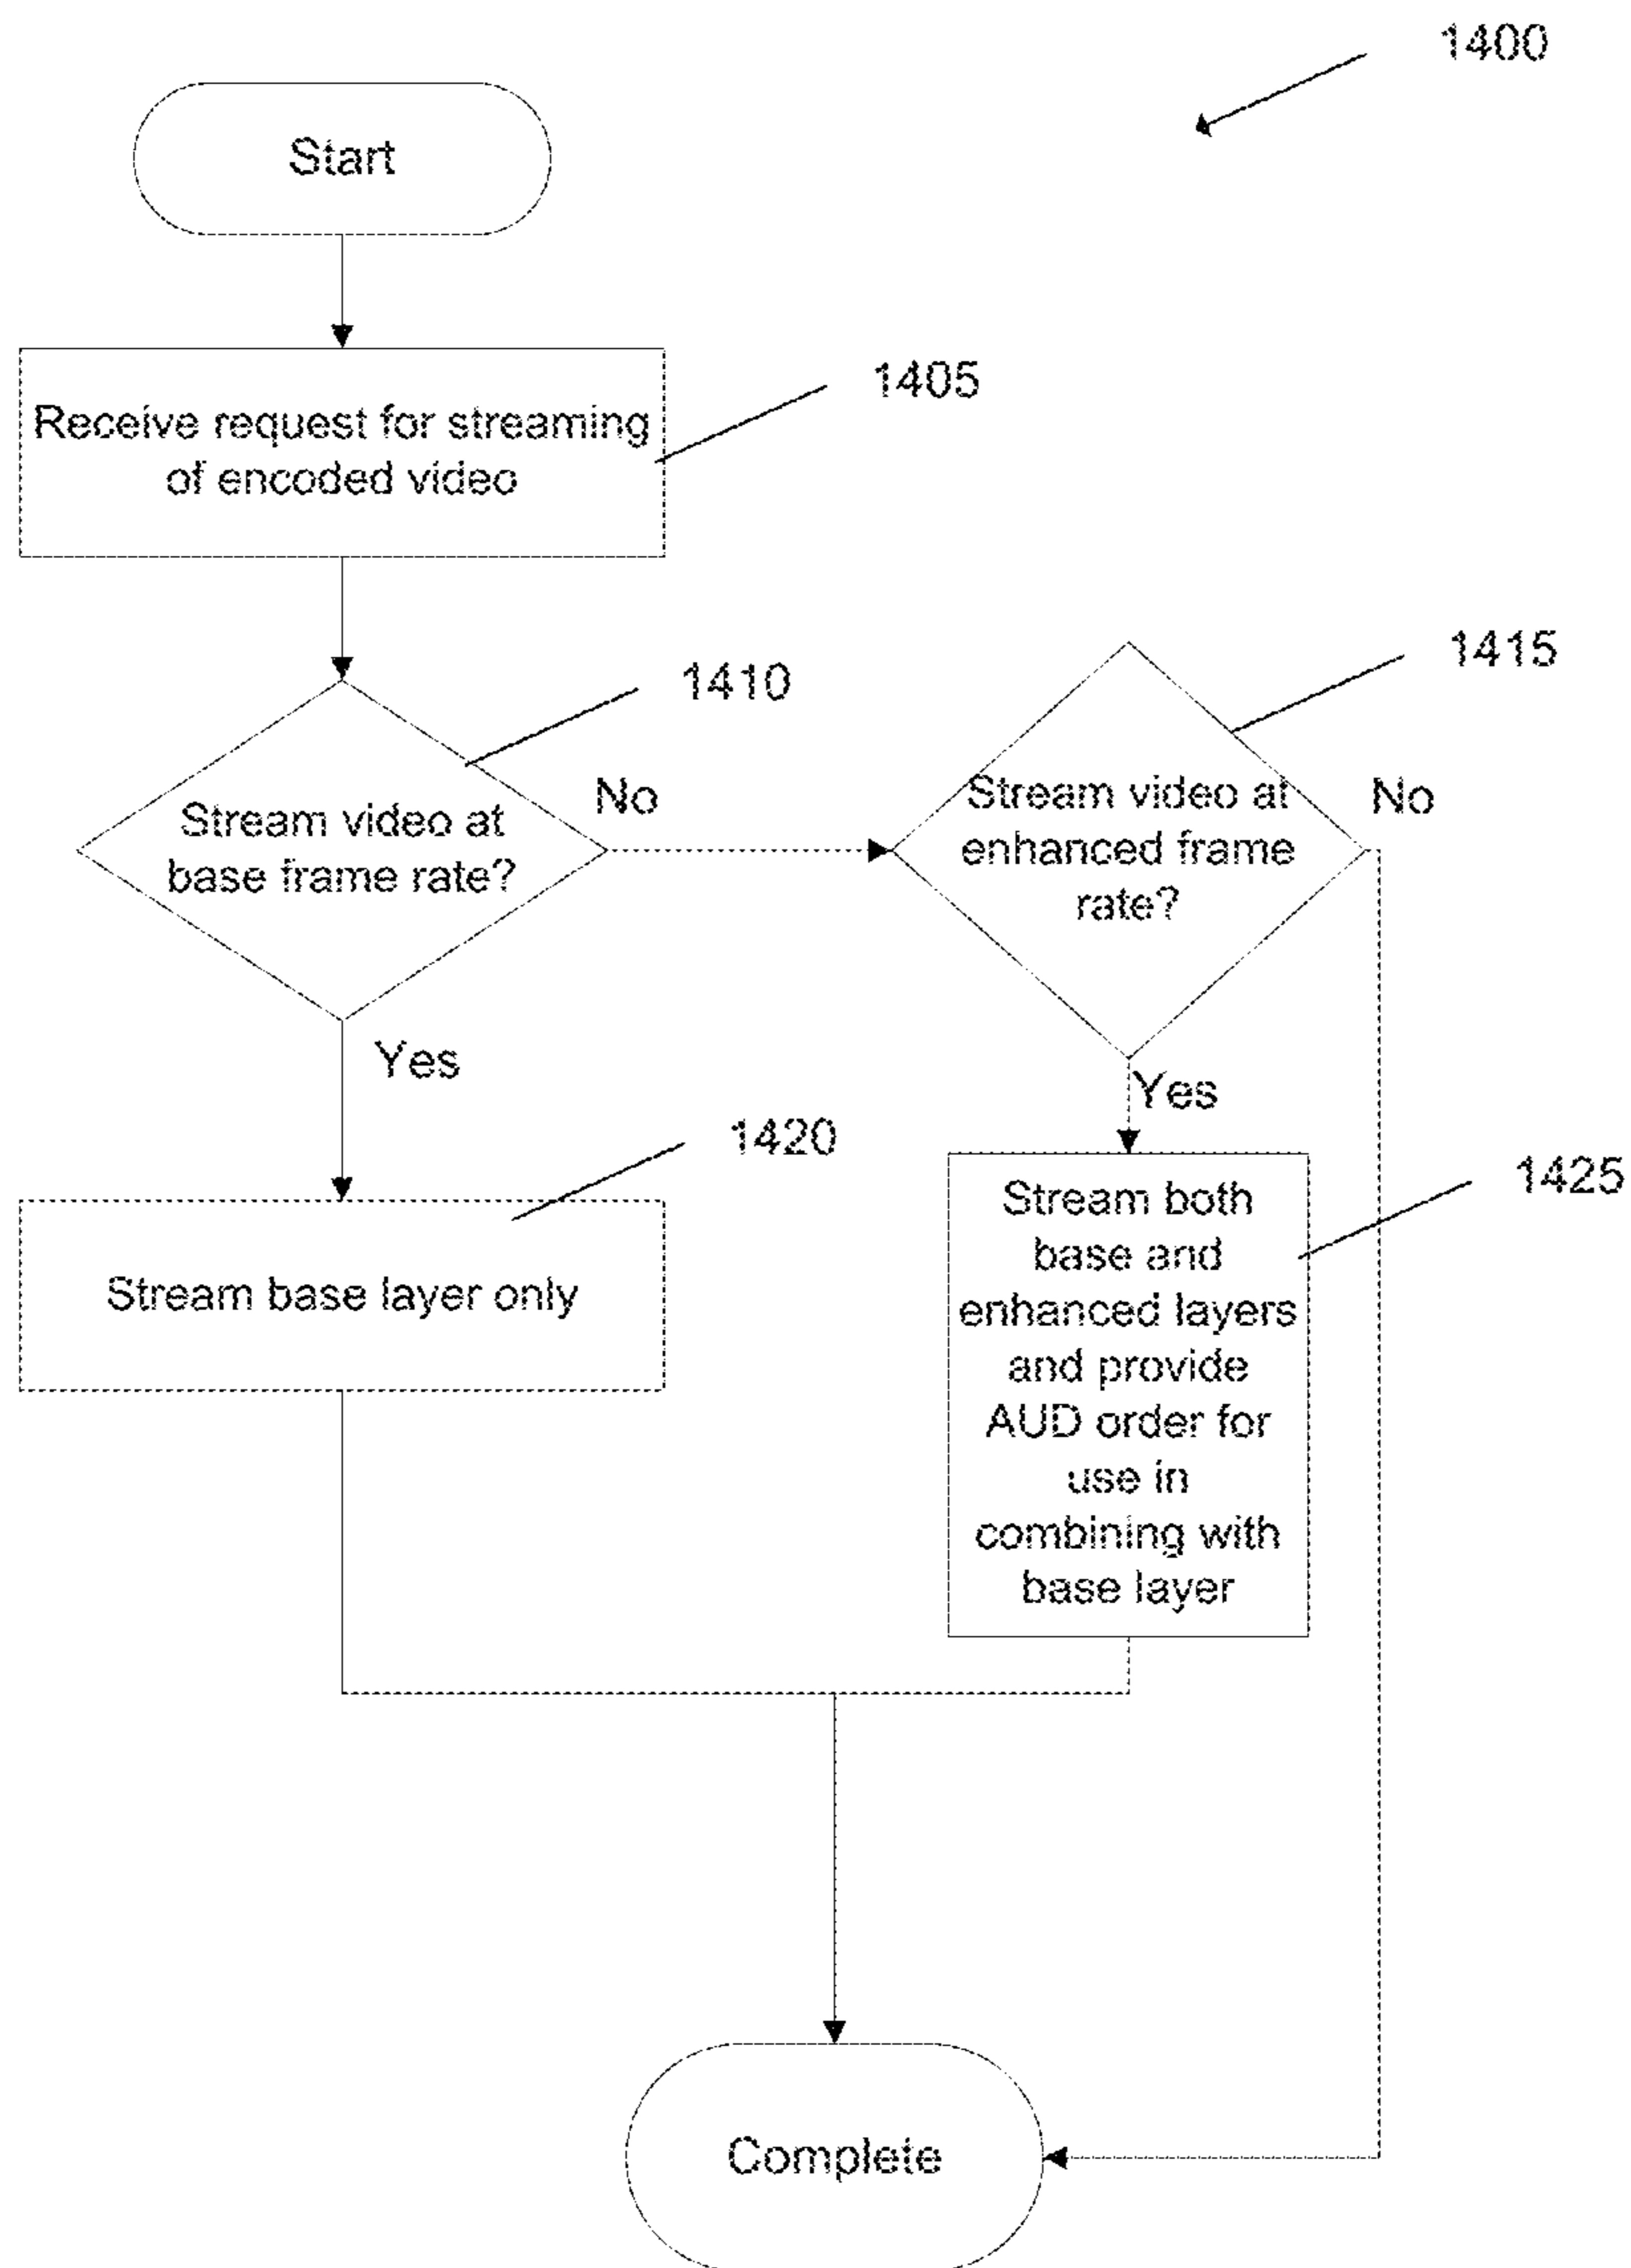 1400
Start
1405
Receive request for streaming
of encoded video
1410
Stream video at
base frame rate?
No
Yes
1415
Stream video at
enhanced frame
rate?
No
Yes
1420
Stream base layer only
1425
Stream both
base and
enhanced layers
and provide
AUD order for
use in
combining with
base layer
Complete